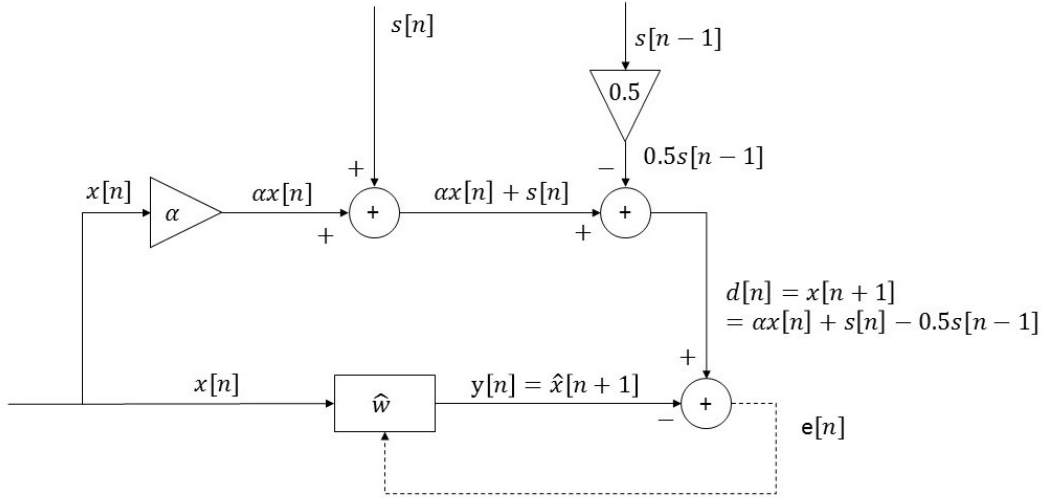 s[n]
s[n − 1]
0.5
+
−
0.5s[n − 1]
x[n]
α
αx[n]
+
+
αx[n] + s[n]
+
+
d[n] = x[n + 1]
= αx[n] + s[n] − 0.5s[n − 1]
+
x[n]
ŵ
y[n] = x̂[n + 1]
−
+
e[n]